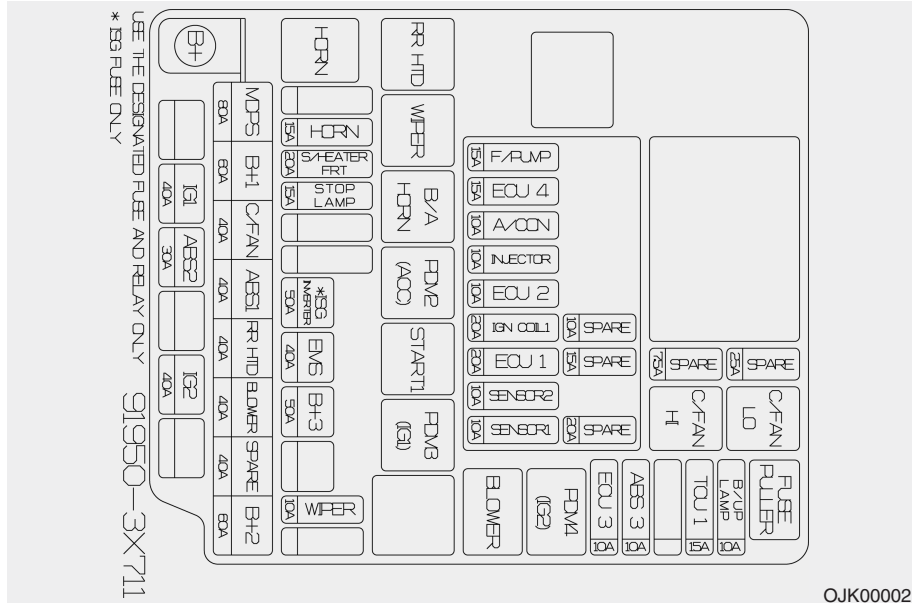 USE THE DESIGNATED FUSE AND RELAY ONLY 91950-3X711
* ISG FUSE ONLY
B+
IG1
40A
ABS2
30A
IG2
40A
MDPS
80A
B+1
60A
C/FAN
40A
ABS1
40A
RR HTD
40A
BLOWER
40A
SPARE
40A
B+2
60A
HORN
15A HORN
20A S/HEATER
FRT
15A STOP
LAMP
*ISG
INVERTER
50A
EMS
40A
B+3
50A
10A WIPER
RR HTD
WIPER
B/A
HORN
PDM2
(ACC)
START1
PDM3
(IG1)
15A F/PUMP
15A ECU 4
10A A/CON
10A INJECTOR
10A ECU 2
20A IGN COIL1
10A SPARE
20A ECU 1
15A SPARE
10A SENSOR2
10A SENSOR1
20A SPARE
7.5A SPARE
25A SPARE
C/FAN
HI
C/FAN
LO
BLOWER
PDM4
(IG2)
ECU 3
10A
ABS 3
10A
TCU 1
15A
B/UP
LAMP
10A
FUSE
PULLER
OJK00002